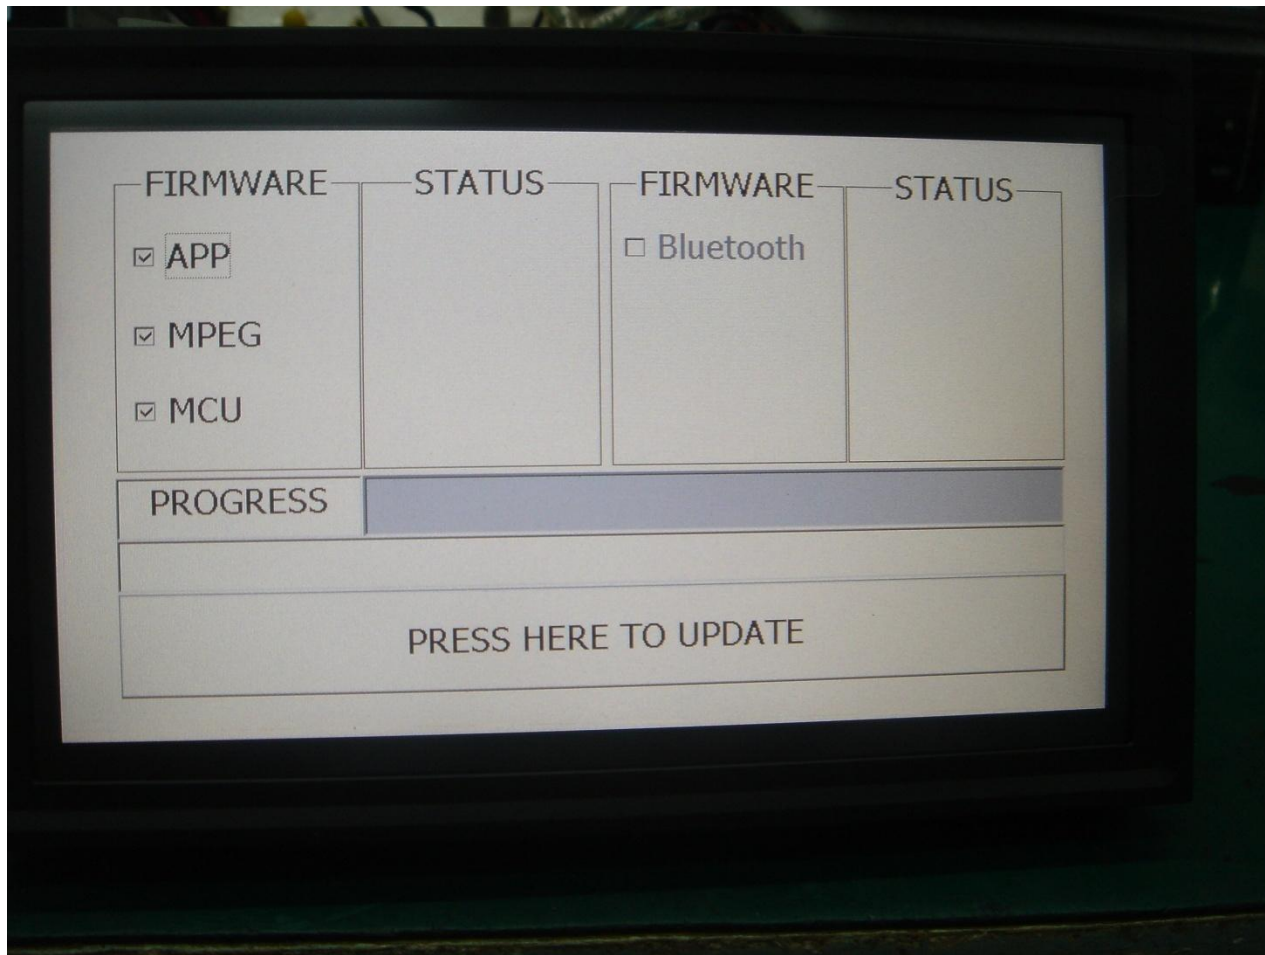 FIRMWARE STATUS FIRMWARE STATUS
APP Bluetooth
MPEG
MCU
PROGRESS
PRESS HERE TO UPDATE